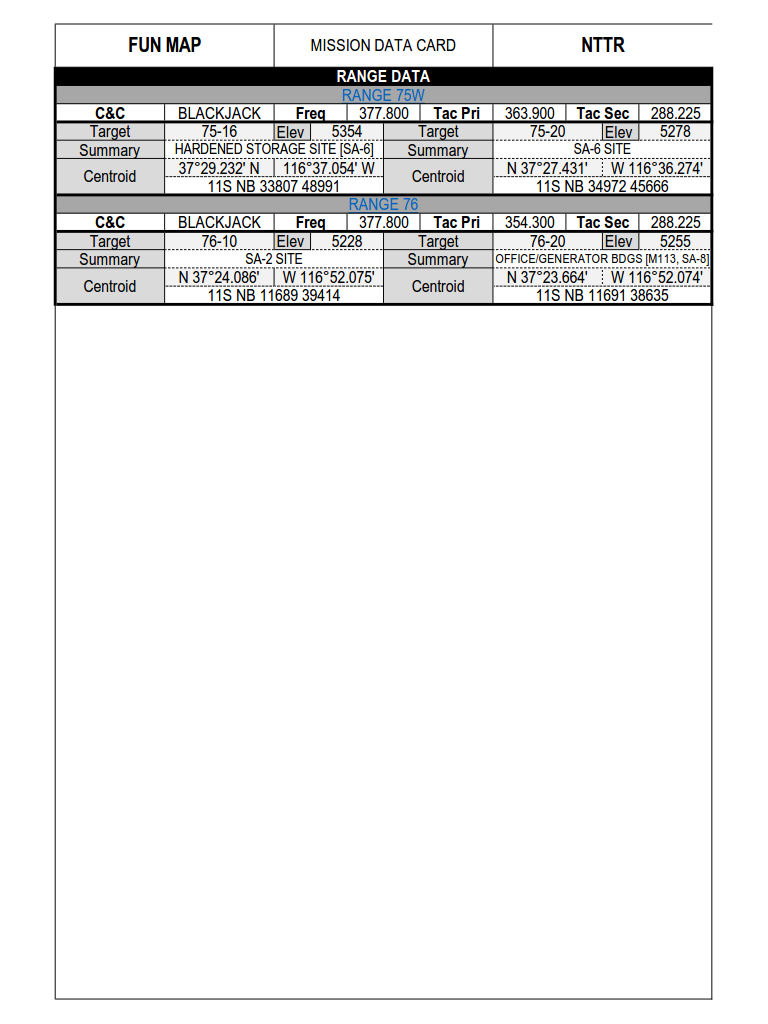 FUN MAP MISSION DATA CARD NTTR
RANGE DATA
RANGE 75W
C&C BLACKJACK Freq 377.800 Tac Pri 363.900 Tac Sec 288.225
Target 75-16 Elev 5354 Target 75-20 Elev 5278
Summary HARDENED STORAGE SITE [SA-6] Summary SA-6 SITE
Centroid 37°29.232' N 116°37.054' W Centroid N 37°27.431' W 116°36.274'
11S NB 33807 48991 11S NB 34972 45666
RANGE 76
C&C BLACKJACK Freq 377.800 Tac Pri 354.300 Tac Sec 288.225
Target 76-10 Elev 5228 Target 76-20 Elev 5255
Summary SA-2 SITE Summary OFFICE/GENERATOR BDGS [M113, SA-8]
Centroid N 37°24.086' W 116°52.075' Centroid N 37°23.664' W 116°52.074'
11S NB 11689 39414 11S NB 11691 38635